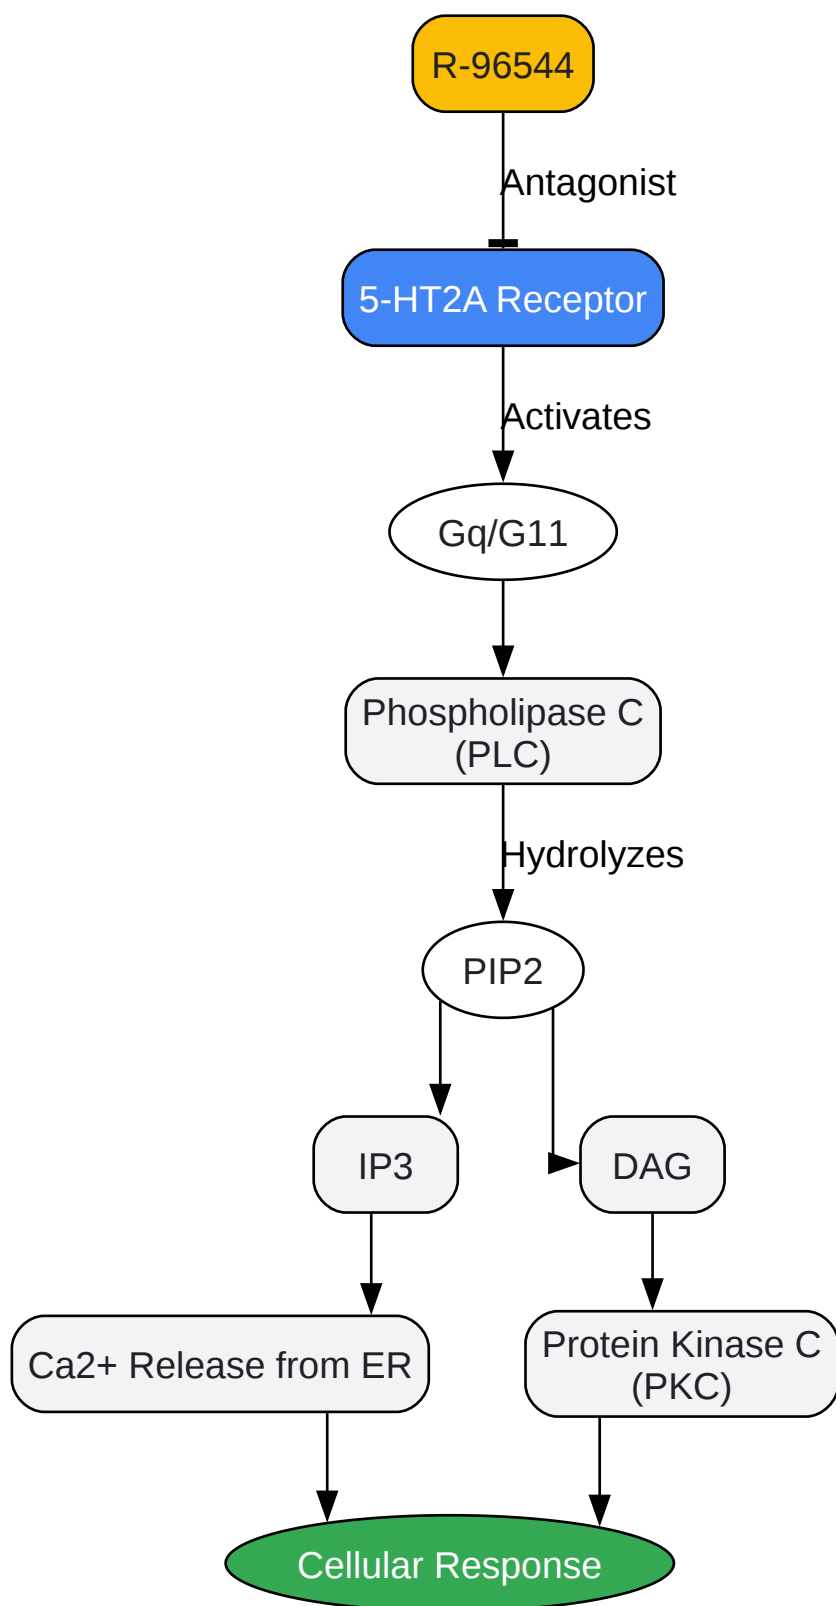 R-96544
Antagonist
5-HT2A Receptor
Activates
Gq/G11
Phospholipase C
(PLC)
Hydrolyzes
PIP2
IP3
DAG
Ca2+ Release from ER
Protein Kinase C
(PKC)
Cellular Response